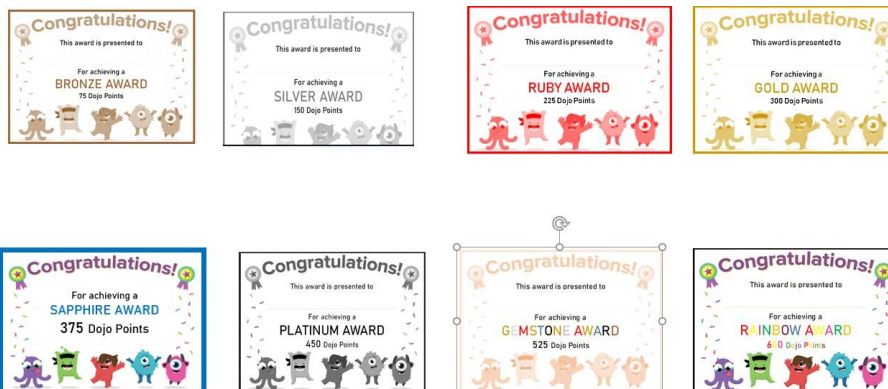 Congratulations!
This award is presented to
For achieving a
BRONZE AWARD
75 Dojo Points
Congratulations!
This award is presented to
For achieving a
SILVER AWARD
150 Dojo Points
Congratulations!
This award is presented to
For achieving a
RUBY AWARD
225 Dojo Points
Congratulations!
This award is presented to
For achieving a
GOLD AWARD
300 Dojo Points
Congratulations!
For achieving a
SAPPHIRE AWARD
375 Dojo Points
Congratulations!
This award is presented to
For achieving a
PLATINUM AWARD
450 Dojo Points
Congratulations!
This award is presented to
For achieving a
GEMSTONE AWARD
525 Dojo Points
Congratulations!
This award is presented to
For achieving a
RAINBOW AWARD
600 Dojo Points